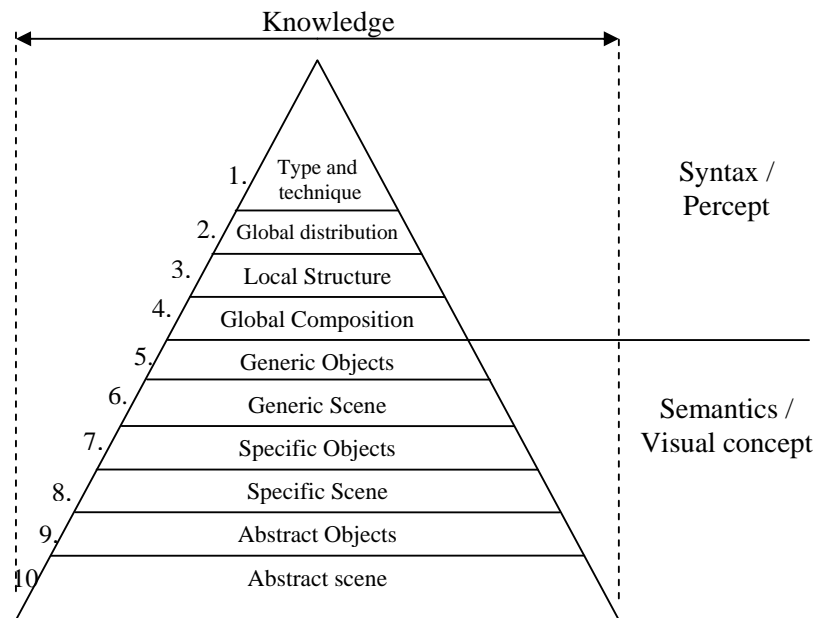 Knowledge
1. Type and
technique
2. Global distribution
3. Local Structure
4. Global Composition
5. Generic Objects
6. Generic Scene
7. Specific Objects
8. Specific Scene
9. Abstract Objects
10 Abstract scene
Syntax /
Percept
Semantics /
Visual concept